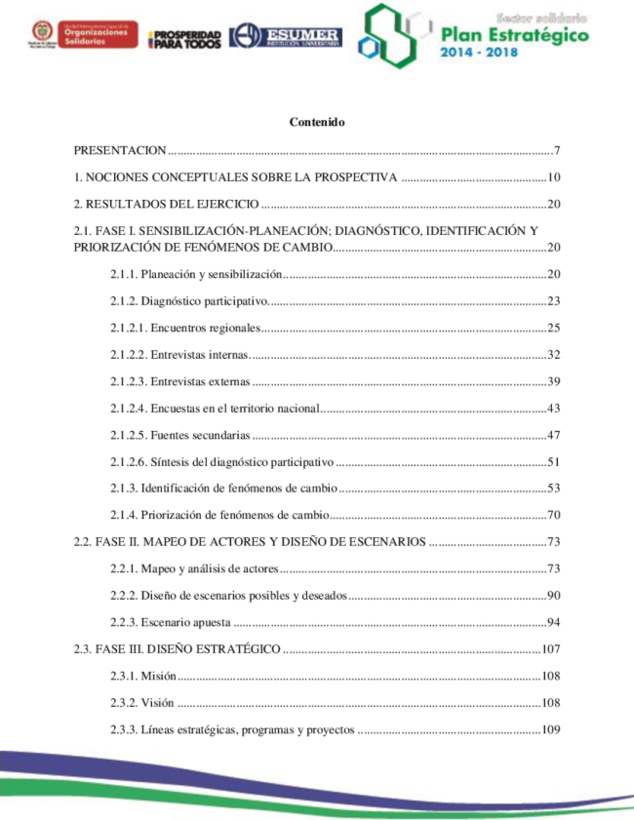 Unidad Administrativa Especial de
Organizaciones
Solidarias
PROSPERIDAD
PARA TODOS
ESUMER
INSTITUCIÓN UNIVERSITARIA
Sector solidario
Plan Estratégico
2014 - 2018
Contenido
PRESENTACION ........ 7
1. NOCIONES CONCEPTUALES SOBRE LA PROSPECTIVA ........ 10
2. RESULTADOS DEL EJERCICIO ........ 20
2.1. FASE I. SENSIBILIZACIÓN-PLANEACIÓN; DIAGNÓSTICO, IDENTIFICACIÓN Y
PRIORIZACIÓN DE FENÓMENOS DE CAMBIO ........ 20
2.1.1. Planeación y sensibilización ........ 20
2.1.2. Diagnóstico participativo ........ 23
2.1.2.1. Encuentros regionales ........ 25
2.1.2.2. Entrevistas internas ........ 32
2.1.2.3. Entrevistas externas ........ 39
2.1.2.4. Encuestas en el territorio nacional ........ 43
2.1.2.5. Fuentes secundarias ........ 47
2.1.2.6. Síntesis del diagnóstico participativo ........ 51
2.1.3. Identificación de fenómenos de cambio ........ 53
2.1.4. Priorización de fenómenos de cambio ........ 70
2.2. FASE II. MAPEO DE ACTORES Y DISEÑO DE ESCENARIOS ........ 73
2.2.1. Mapeo y análisis de actores ........ 73
2.2.2. Diseño de escenarios posibles y deseados ........ 90
2.2.3. Escenario apuesta ........ 94
2.3. FASE III. DISEÑO ESTRATÉGICO ........ 107
2.3.1. Misión ........ 108
2.3.2. Visión ........ 108
2.3.3. Líneas estratégicas, programas y proyectos ........ 109